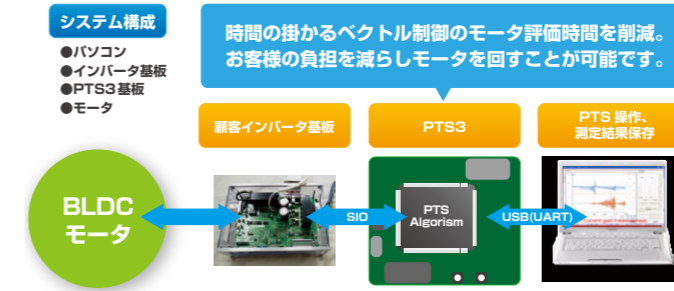 システム構成
●パソコン
●インバータ基板
●PTS3基板
●モータ
時間の掛かるベクトル制御のモータ評価時間を削減。
お客様の負担を減らしモータを回すことが可能です。
顧客インバータ基板
PTS3
PTS 操作、
測定結果保存
BLDC
モータ
SIO
PTS
Algorism
USB(UART)